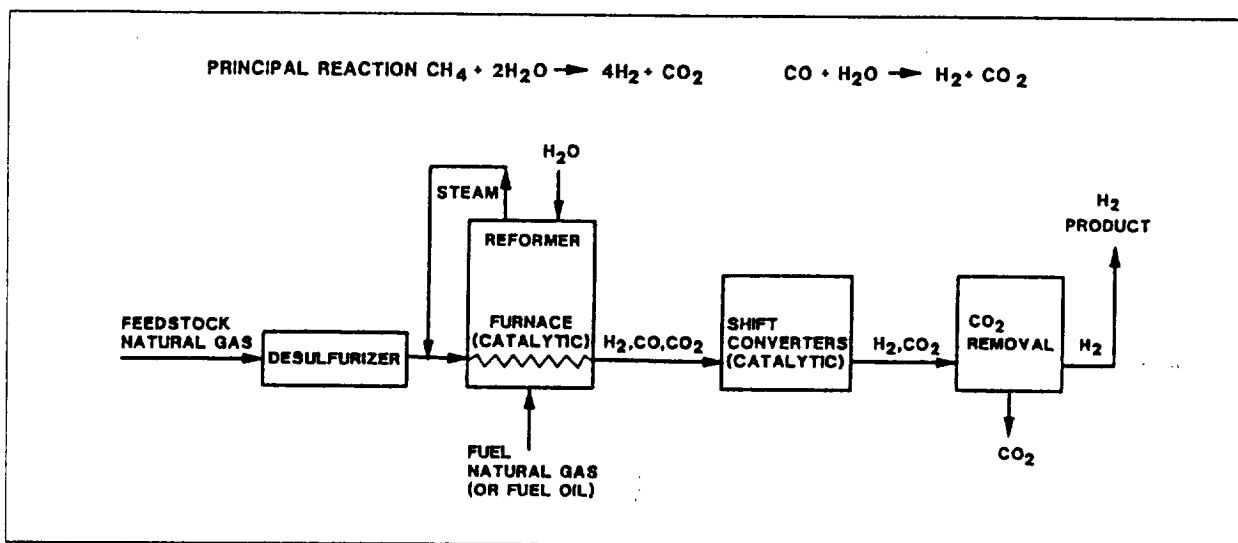 PRINCIPAL REACTION CH₄ + 2H₂O → 4H₂ + CO₂
CO + H₂O → H₂ + CO₂
H₂O
STEAM
REFORMER
H₂
PRODUCT
FEEDSTOCK
NATURAL GAS
DESULFURIZER
FURNACE
(CATALYTIC)
H₂,CO,CO₂
SHIFT
CONVERTERS
(CATALYTIC)
H₂,CO₂
CO₂
REMOVAL
H₂
FUEL
NATURAL GAS
(OR FUEL OIL)
CO₂